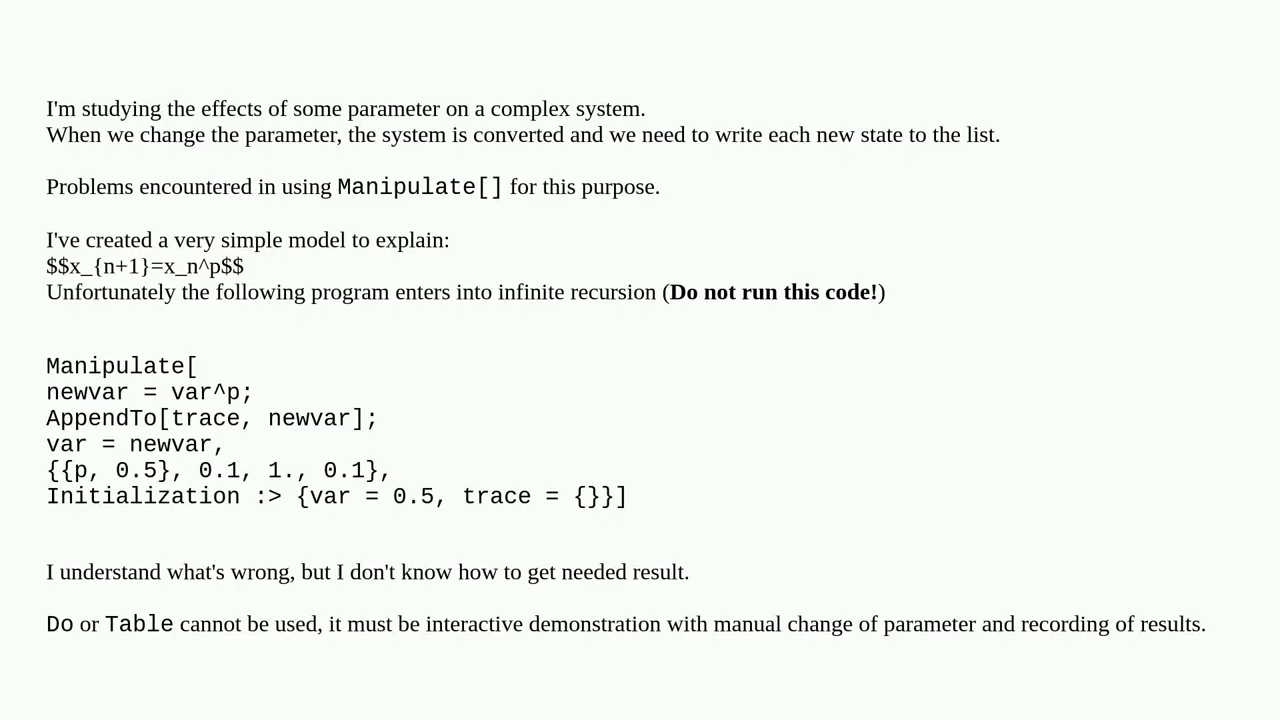 I'm studying the effects of some parameter on a complex system.
When we change the parameter, the system is converted and we need to write each new state to the list.
Problems encountered in using Manipulate[] for this purpose.
I've created a very simple model to explain:
$$x_{n+1}=x_n^p$$
Unfortunately the following program enters into infinite recursion (Do not run this code!)
Manipulate[
newvar = var^p;
AppendTo[trace, newvar];
var = newvar,
{{p, 0.5}, 0.1, 1., 0.1},
Initialization :> {var = 0.5, trace = {}}]
I understand what's wrong, but I don't know how to get needed result.
Do or Table cannot be used, it must be interactive demonstration with manual change of parameter and recording of results.